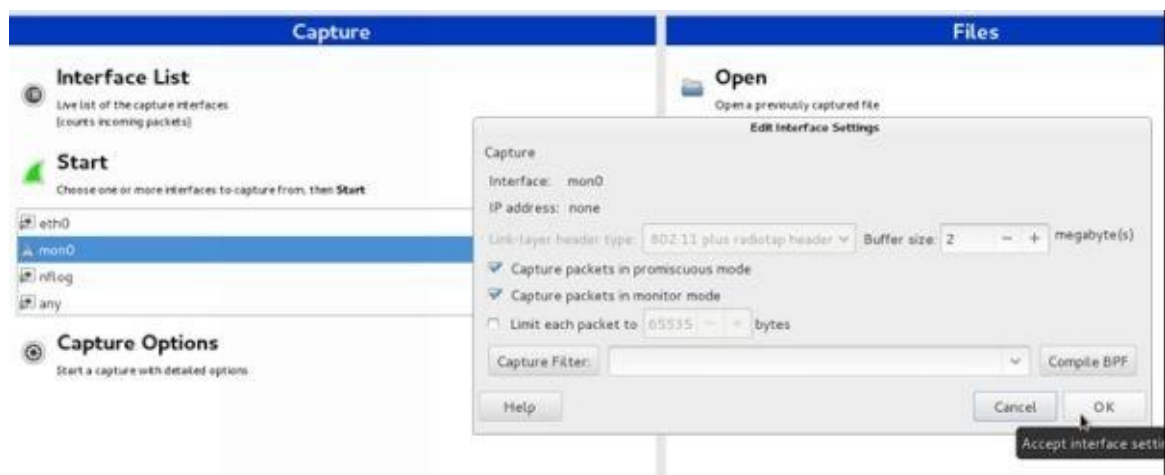 Capture
Files
Interface List
Live list of the capture interfaces
(counts incoming packets)
Start
Choose one or more interfaces to capture from, then Start
eth0
mon0
nflog
any
Capture Options
Start a capture with detailed options
Open
Open a previously captured file
Edit Interface Settings
Capture
Interface: mon0
IP address: none
Link-layer header type: 802.11 plus radiotap header Buffer size: 2 megabyte(s)
Capture packets in promiscuous mode
Capture packets in monitor mode
Limit each packet to 65535 bytes
Capture Filter: Compile BPF
Help Cancel OK
Accept interface setti